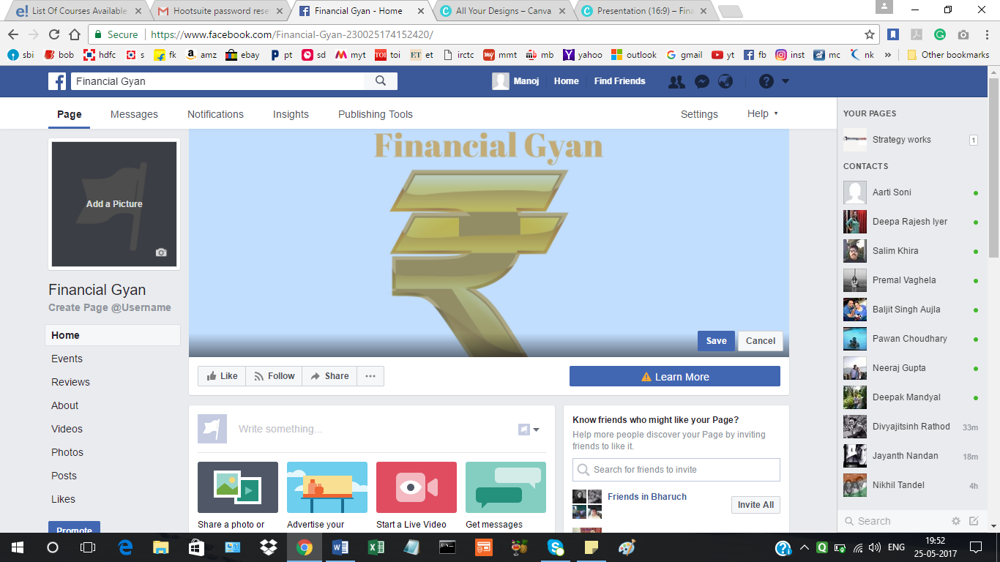 List Of Courses Available
Hootsuite password rese
Financial Gyan - Home
All Your Designs – Canva
Presentation (16:9) – Fina
Secure
https://www.facebook.com/Financial-Gyan-230025174152420/
sbi
bob
hdfc
s
fk
amz
ebay
pt
sd
myt
TOI
toi
ET
et
irctc
my
mmt
mb
mb
yahoo
outlook
gmail
yt
fb
inst
mc
nk
»
Other bookmarks
Financial Gyan
Manoj
Home
Find Friends
Page
Messages
Notifications
Insights
Publishing Tools
Settings
Help
Add a Picture
Financial Gyan
Create Page @Username
Home
Events
Reviews
About
Videos
Photos
Posts
Likes
Promote
Financial Gyan
Save
Cancel
Like
Follow
Share
...
Learn More
Write something...
Share a photo or
Advertise your
Start a Live Video
Get messages
Know friends who might like your Page?
Help more people discover your Page by inviting
friends to like it.
Search for friends to invite
Friends in Bharuch
Invite All
YOUR PAGES
Strategy works
1
CONTACTS
Aarti Soni
Deepa Rajesh Iyer
Salim Khira
Premal Vaghela
Baljit Singh Aujla
Pawan Choudhary
Neeraj Gupta
Deepak Mandyal
Divyajitsinh Rathod 33m
Jayanth Nandan 18m
Nikhil Tandel 4h
Search
ENG
19:52
25-05-2017